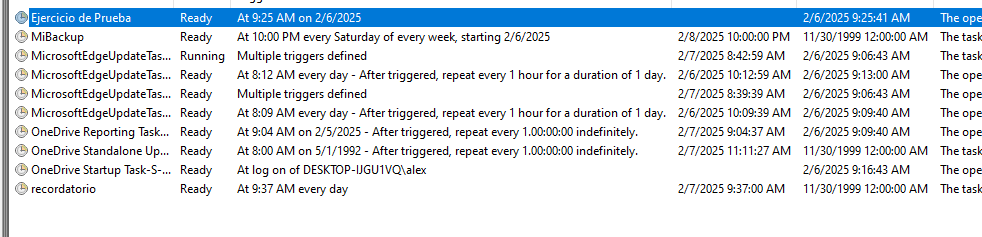 Ejercicio de Prueba Ready At 9:25 AM on 2/6/2025 2/6/2025 9:25:41 AM The ope
MiBackup Ready At 10:00 PM every Saturday of every week, starting 2/6/2025 2/8/2025 10:00:00 PM 11/30/1999 12:00:00 AM The task
MicrosoftEdgeUpdateTas... Running Multiple triggers defined 2/7/2025 8:42:59 AM 2/6/2025 9:06:43 AM The ope
MicrosoftEdgeUpdateTas... Ready At 8:12 AM every day - After triggered, repeat every 1 hour for a duration of 1 day. 2/6/2025 10:12:59 AM 2/6/2025 9:13:00 AM The ope
MicrosoftEdgeUpdateTas... Ready Multiple triggers defined 2/7/2025 8:39:39 AM 2/6/2025 9:06:43 AM The ope
MicrosoftEdgeUpdateTas... Ready At 8:09 AM every day - After triggered, repeat every 1 hour for a duration of 1 day. 2/6/2025 10:09:39 AM 2/6/2025 9:09:40 AM The ope
OneDrive Reporting Task... Ready At 9:04 AM on 2/5/2025 - After triggered, repeat every 1.00:00:00 indefinitely. 2/7/2025 9:04:37 AM 2/6/2025 9:09:40 AM The ope
OneDrive Standalone Up... Ready At 8:00 AM on 5/1/1992 - After triggered, repeat every 1.00:00:00 indefinitely. 2/7/2025 11:11:27 AM 11/30/1999 12:00:00 AM The task
OneDrive Startup Task-S-... Ready At log on of DESKTOP-IJGU1VQ\alex 2/6/2025 9:16:43 AM The ope
recordatorio Ready At 9:37 AM every day 2/7/2025 9:37:00 AM 11/30/1999 12:00:00 AM The task